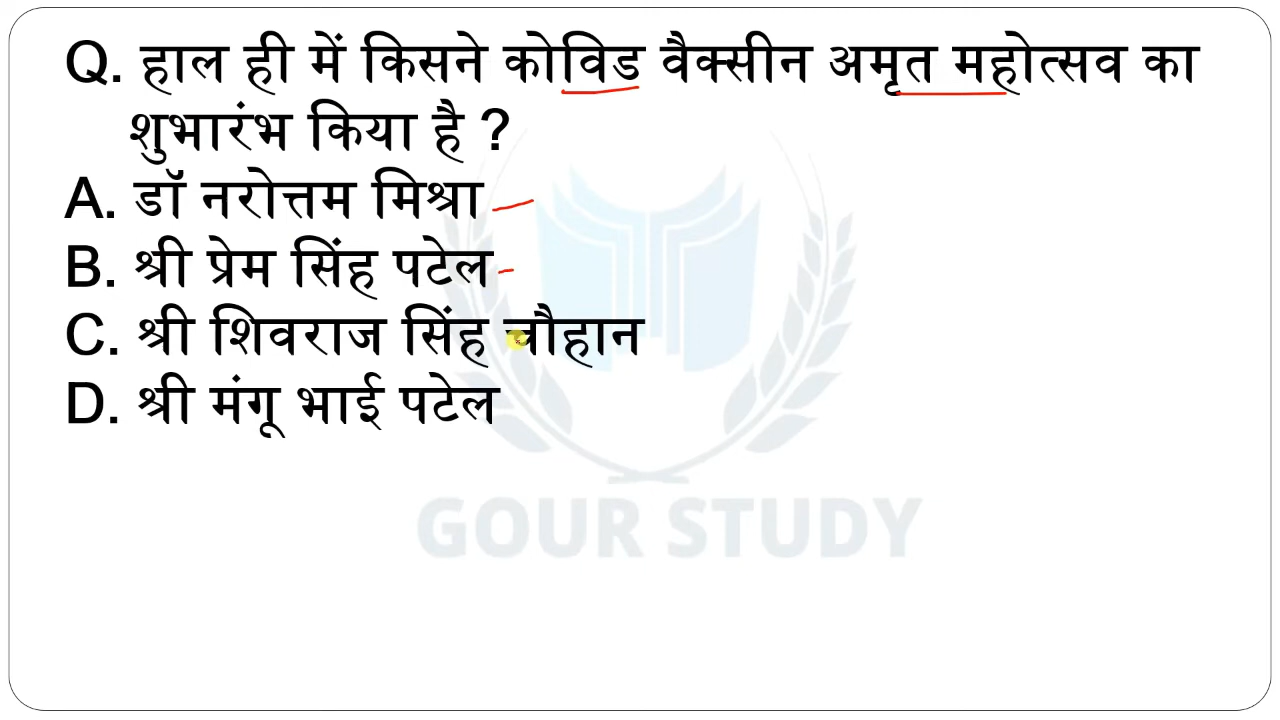 Q. हाल ही में किसने कोविड वैक्सीन अमृत महोत्सव का
शुभारंभ किया है ?
A. डॉ नरोत्तम मिश्रा
B. श्री प्रेम सिंह पटेल
C. श्री शिवराज सिंह चौहान
D. श्री मंगू भाई पटेल
GOUR STUDY